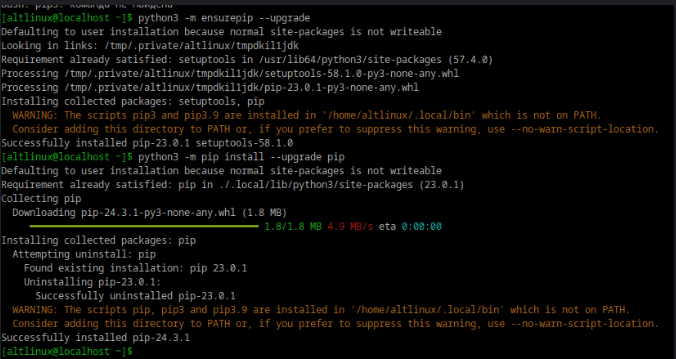 bash: pip3: команда не найдена
[altlinux@localhost ~]$ python3 -m ensurepip --upgrade
Defaulting to user installation because normal site-packages is not writeable
Looking in links: /tmp/.private/altlinux/tmpdkil1jdk
Requirement already satisfied: setuptools in /usr/lib64/python3/site-packages (57.4.0)
Processing /tmp/.private/altlinux/tmpdkil1jdk/setuptools-58.1.0-py3-none-any.whl
Processing /tmp/.private/altlinux/tmpdkil1jdk/pip-23.0.1-py3-none-any.whl
Installing collected packages: setuptools, pip
  WARNING: The scripts pip3 and pip3.9 are installed in '/home/altlinux/.local/bin' which is not on PATH.
  Consider adding this directory to PATH or, if you prefer to suppress this warning, use --no-warn-script-location.
Successfully installed pip-23.0.1 setuptools-58.1.0
[altlinux@localhost ~]$ python3 -m pip install --upgrade pip
Defaulting to user installation because normal site-packages is not writeable
Requirement already satisfied: pip in ./.local/lib/python3/site-packages (23.0.1)
Collecting pip
  Downloading pip-24.3.1-py3-none-any.whl (1.8 MB)
1.8/1.8 MB 4.9 MB/s eta 0:00:00
Installing collected packages: pip
  Attempting uninstall: pip
    Found existing installation: pip 23.0.1
    Uninstalling pip-23.0.1:
      Successfully uninstalled pip-23.0.1
  WARNING: The scripts pip, pip3 and pip3.9 are installed in '/home/altlinux/.local/bin' which is not on PATH.
  Consider adding this directory to PATH or, if you prefer to suppress this warning, use --no-warn-script-location.
Successfully installed pip-24.3.1
[altlinux@localhost ~]$